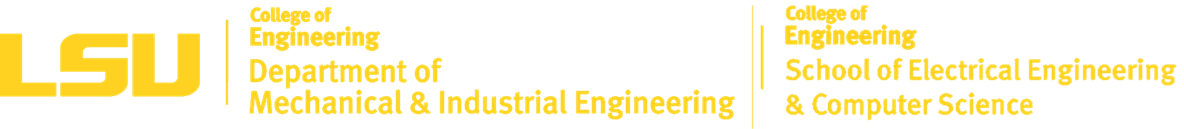 LSU
College of
Engineering
Department of
Mechanical & Industrial Engineering
College of
Engineering
School of Electrical Engineering
& Computer Science